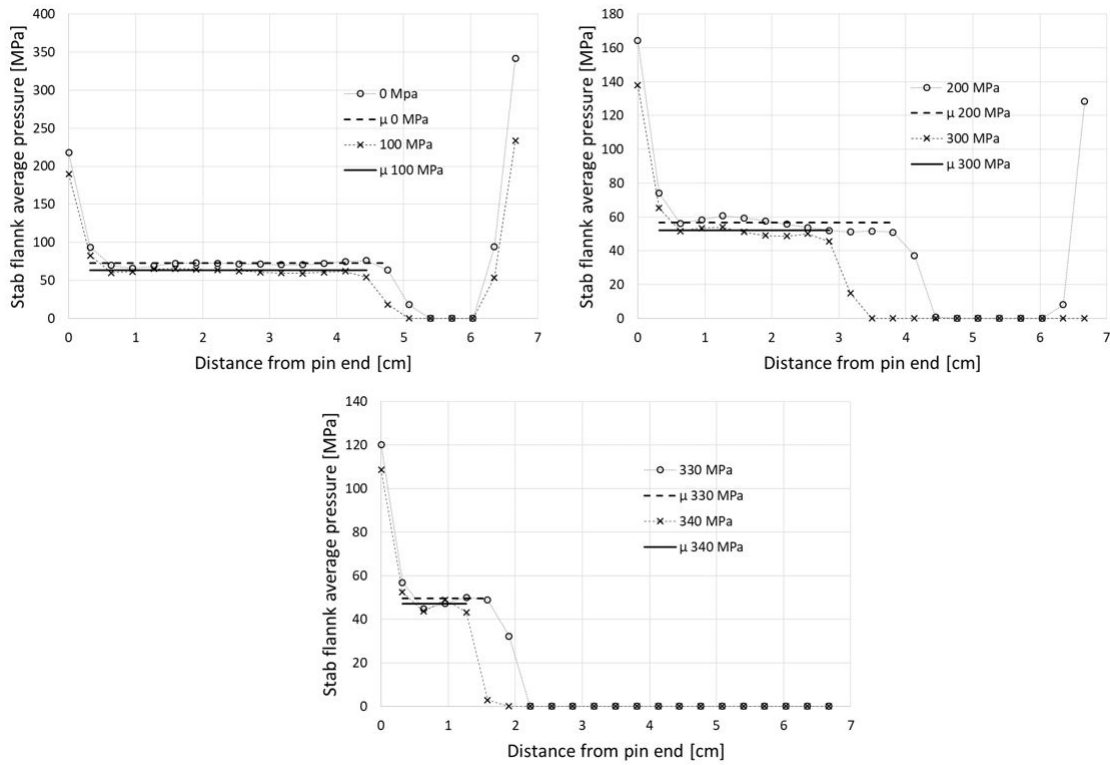 Stab flannk average pressure [MPa]
400
350
300
250
200
150
100
50
0
0 Mpa
μ 0 MPa
100 MPa
μ 100 MPa
0 1 2 3 4 5 6 7
Distance from pin end [cm]
Stab flannk average pressure [MPa]
180
160
140
120
100
80
60
40
20
0
200 MPa
μ 200 MPa
300 MPa
μ 300 MPa
0 1 2 3 4 5 6 7
Distance from pin end [cm]
Stab flannk average pressure [MPa]
140
120
100
80
60
40
20
0
330 MPa
μ 330 MPa
340 MPa
μ 340 MPa
0 1 2 3 4 5 6 7
Distance from pin end [cm]